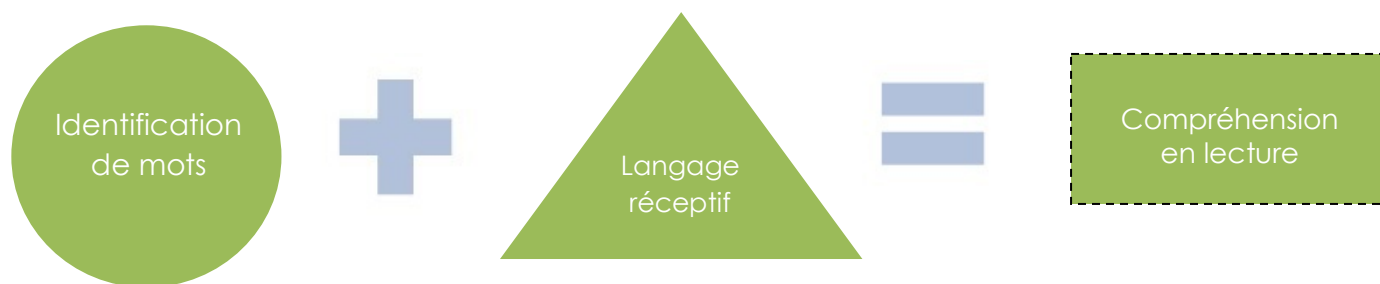 Identification
de mots
Langage
réceptif
Compréhension
en lecture